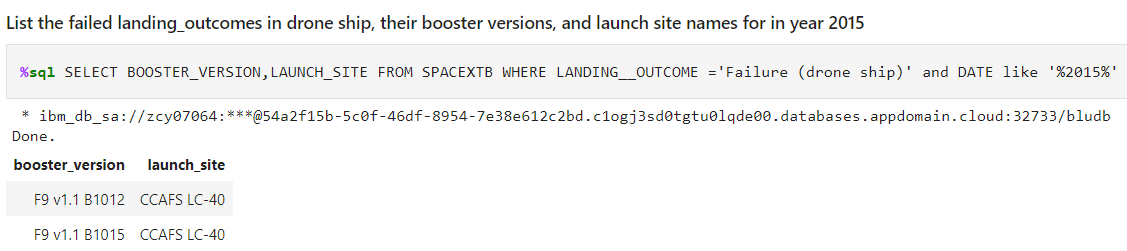 List the failed landing_outcomes in drone ship, their booster versions, and launch site names for in year 2015
%sql SELECT BOOSTER_VERSION,LAUNCH_SITE FROM SPACEXTB WHERE LANDING__OUTCOME ='Failure (drone ship)' and DATE like '%2015%'
* ibm_db_sa://zcy07064:***@54a2f15b-5c0f-46df-8954-7e38e612c2bd.c1ogj3sd0tgtu0lqde00.databases.appdomain.cloud:32733/bludb
Done.
booster_version launch_site
F9 v1.1 B1012 CCAFS LC-40
F9 v1.1 B1015 CCAFS LC-40